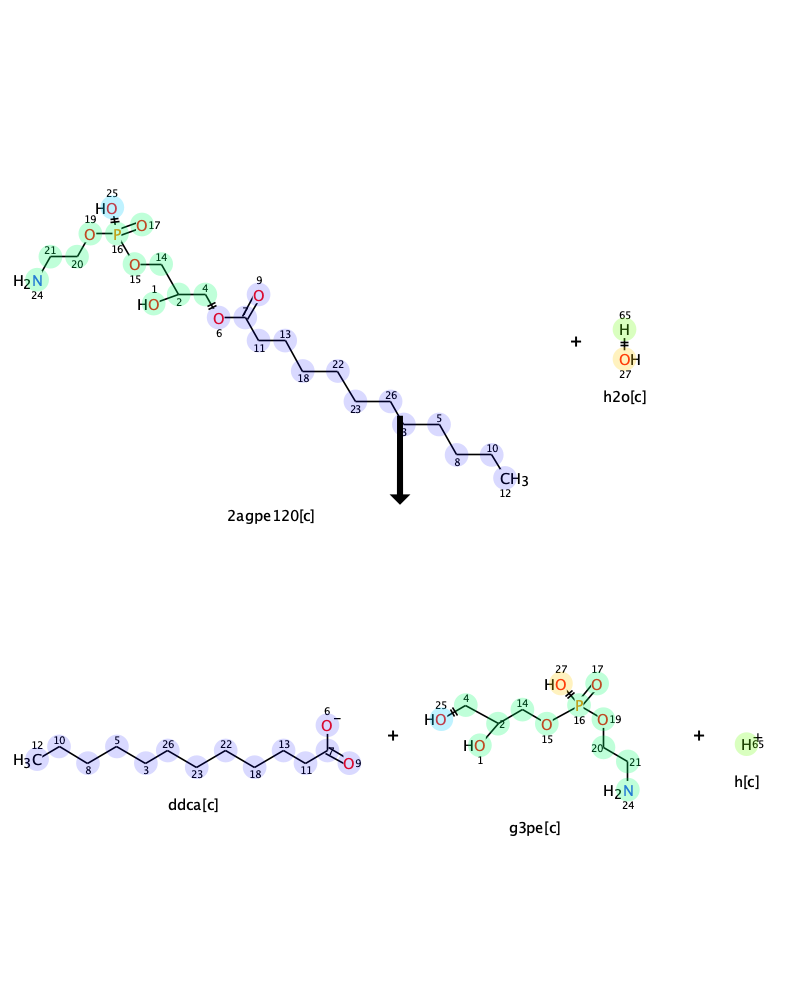 25
HO
19
O
P
O
17
16
21
20
H2N
24
O
15
14
1
HO
2
4
O
6
7
O
9
11
13
18
22
23
26
3
5
8
10
CH3
12
+
65
H
OH
27
h2o[c]
2agpe120[c]
12
H3C
10
8
5
3
26
23
22
18
13
11
6
O−
7
O
9
ddca[c]
+
25
HO
4
2
HO
1
14
O
15
27
HO
17
O
P
16
O
19
20
21
H2N
24
g3pe[c]
+
H+
65
h[c]